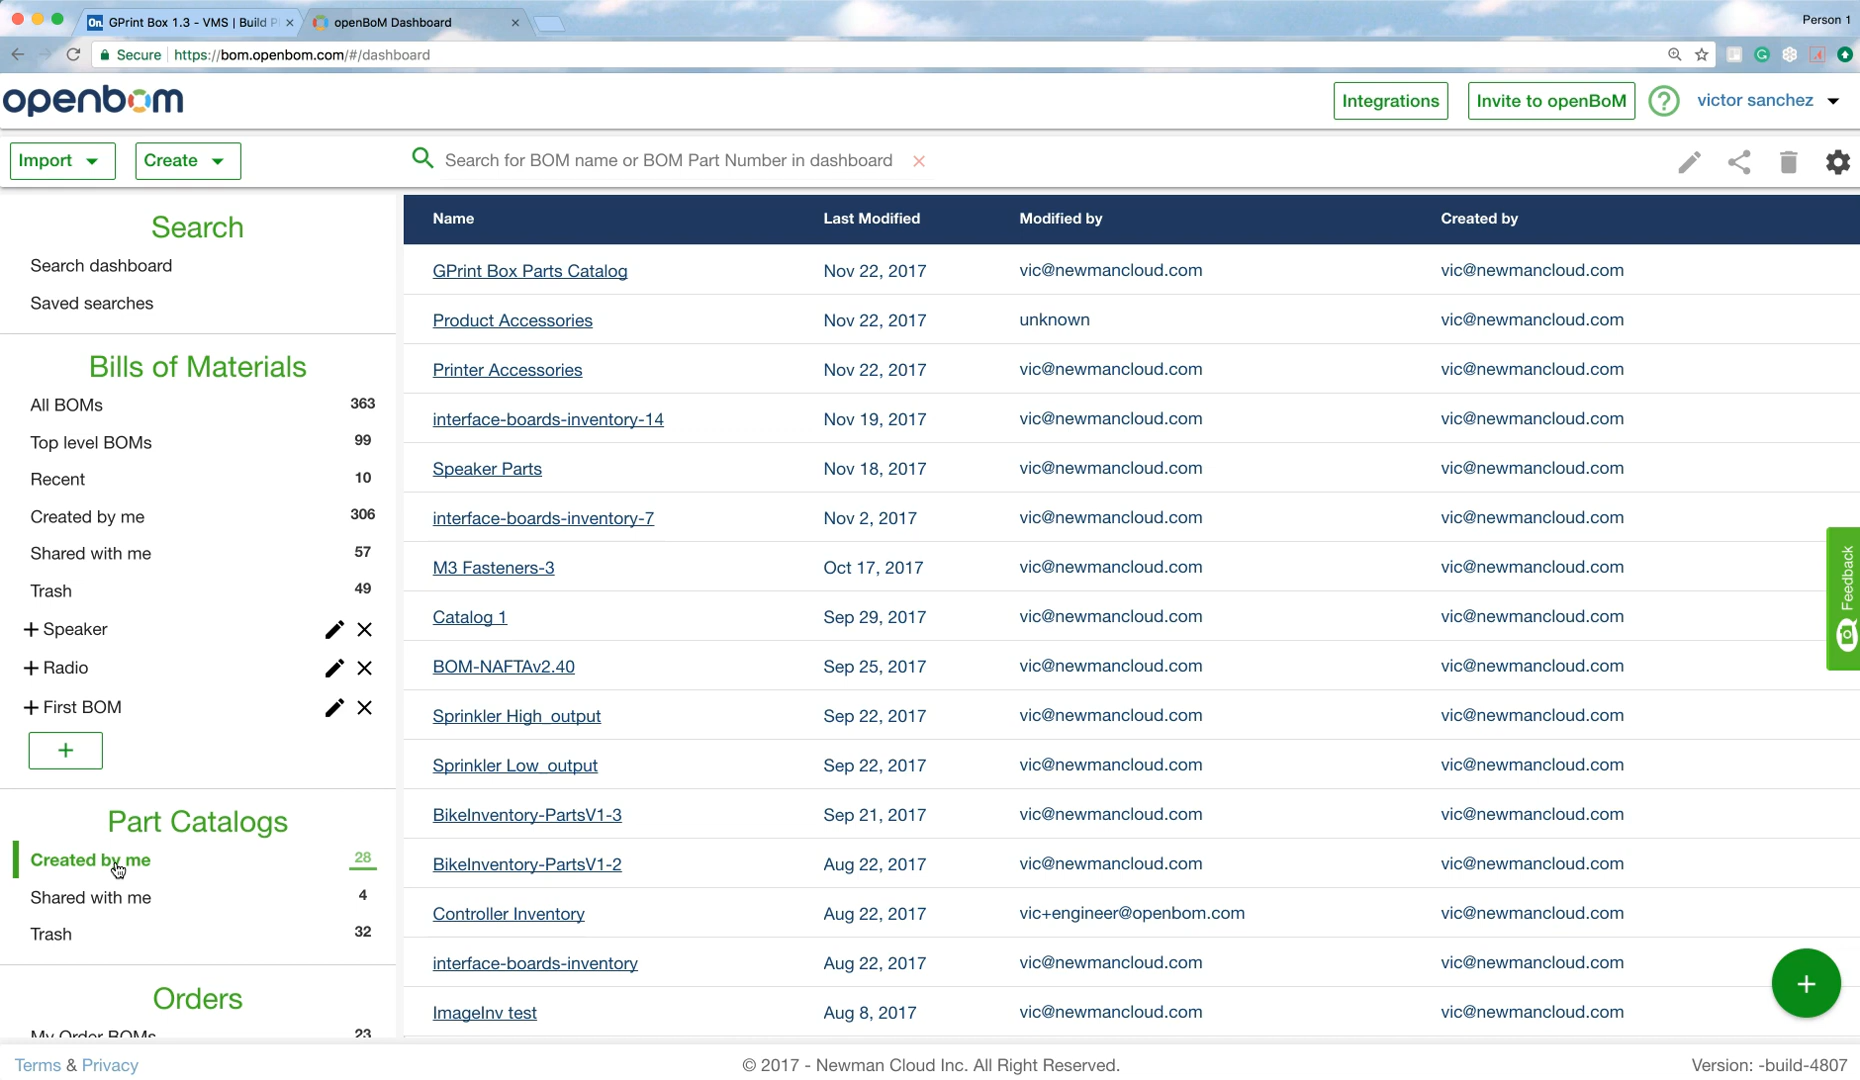 GPrint Box 1.3 - VMS | Build P
openBoM Dashboard
Person 1
Secure
https://bom.openbom.com/#/dashboard
openbom
Integrations
Invite to openBoM
?
victor sanchez
Import
Create
Search for BOM name or BOM Part Number in dashboard
Search
Search dashboard
Saved searches
Bills of Materials
All BOMs 363
Top level BOMs 99
Recent 10
Created by me 306
Shared with me 57
Trash 49
+ Speaker
+ Radio
+ First BOM
+
Part Catalogs
Created by me 28
Shared with me 4
Trash 32
Orders
My Order BOMs 23
Name Last Modified Modified by Created by
GPrint Box Parts Catalog Nov 22, 2017 vic@newmancloud.com vic@newmancloud.com
Product Accessories Nov 22, 2017 unknown vic@newmancloud.com
Printer Accessories Nov 22, 2017 vic@newmancloud.com vic@newmancloud.com
interface-boards-inventory-14 Nov 19, 2017 vic@newmancloud.com vic@newmancloud.com
Speaker Parts Nov 18, 2017 vic@newmancloud.com vic@newmancloud.com
interface-boards-inventory-7 Nov 2, 2017 vic@newmancloud.com vic@newmancloud.com
M3 Fasteners-3 Oct 17, 2017 vic@newmancloud.com vic@newmancloud.com
Catalog 1 Sep 29, 2017 vic@newmancloud.com vic@newmancloud.com
BOM-NAFTAv2.40 Sep 25, 2017 vic@newmancloud.com vic@newmancloud.com
Sprinkler High_output Sep 22, 2017 vic@newmancloud.com vic@newmancloud.com
Sprinkler Low_output Sep 22, 2017 vic@newmancloud.com vic@newmancloud.com
BikeInventory-PartsV1-3 Sep 21, 2017 vic@newmancloud.com vic@newmancloud.com
BikeInventory-PartsV1-2 Aug 22, 2017 vic@newmancloud.com vic@newmancloud.com
Controller Inventory Aug 22, 2017 vic+engineer@openbom.com vic@newmancloud.com
interface-boards-inventory Aug 22, 2017 vic@newmancloud.com vic@newmancloud.com
ImageInv test Aug 8, 2017 vic@newmancloud.com vic@newmancloud.com
Feedback
+
Terms & Privacy
© 2017 - Newman Cloud Inc. All Right Reserved.
Version: -build-4807